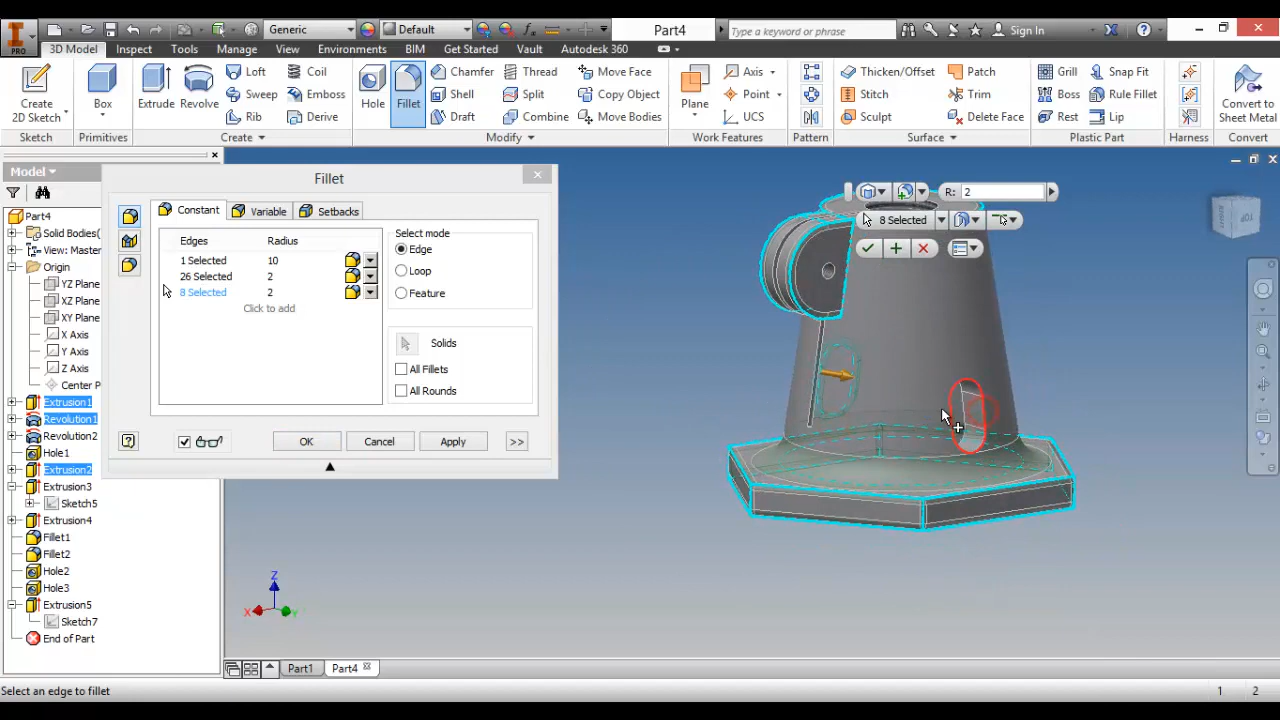 PRO
Generic
Default
fx
Part4
Type a keyword or phrase
Sign In
3D Model
Inspect
Tools
Manage
View
Environments
BIM
Get Started
Vault
Autodesk 360
Create
2D Sketch
Sketch
Box
Primitives
Extrude
Revolve
Loft
Sweep
Rib
Coil
Emboss
Derive
Create
Hole
Fillet
Chamfer
Shell
Draft
Thread
Split
Combine
Move Face
Copy Object
Move Bodies
Modify
Plane
Axis
Point
UCS
Work Features
Pattern
Thicken/Offset
Stitch
Sculpt
Patch
Trim
Delete Face
Surface
Grill
Boss
Rest
Snap Fit
Rule Fillet
Lip
Plastic Part
Harness
Convert to
Sheet Metal
Convert
Model
Part4
Solid Bodies(
View: Master
Origin
YZ Plane
XZ Plane
XY Plane
X Axis
Y Axis
Z Axis
Center P
Extrusion1
Revolution1
Revolution2
Hole1
Extrusion2
Extrusion3
Sketch5
Extrusion4
Fillet1
Fillet2
Hole2
Hole3
Extrusion5
Sketch7
End of Part
Fillet
Constant
Variable
Setbacks
Edges Radius
1 Selected 10
26 Selected 2
8 Selected 2
Click to add
Select mode
Edge
Loop
Feature
Solids
All Fillets
All Rounds
OK
Cancel
Apply
>>
R: 2
8 Selected
TOP
Z
X
Y
Part1
Part4
Select an edge to fillet
1 2